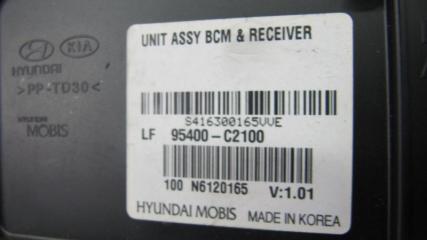 HYUNDAI KIA
>PP-TD30<
HYUNDAI
MOBIS
UNIT ASSY BCM & RECEIVER
S416300165VVE
LF 95400-C2100
100 N6120165 V:1.01
HYUNDAI MOBIS MADE IN KOREA